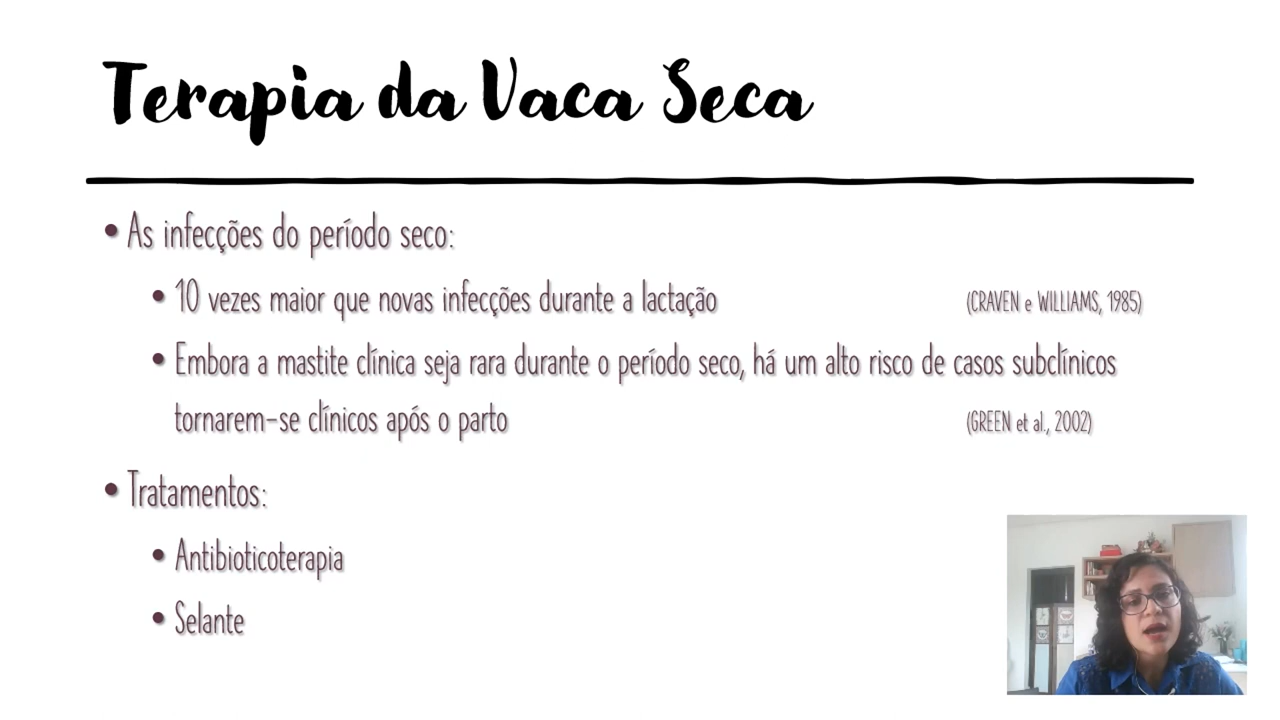 Terapia da Vaca Seca
• As infecções do período seco:
• 10 vezes maior que novas infecções durante a lactação (CRAVEN e WILLIAMS, 1985)
• Embora a mastite clínica seja rara durante o período seco, há um alto risco de casos subclínicos
tornarem-se clínicos após o parto (GREEN et al., 2002)
• Tratamentos:
• Antibioticoterapia
• Selante